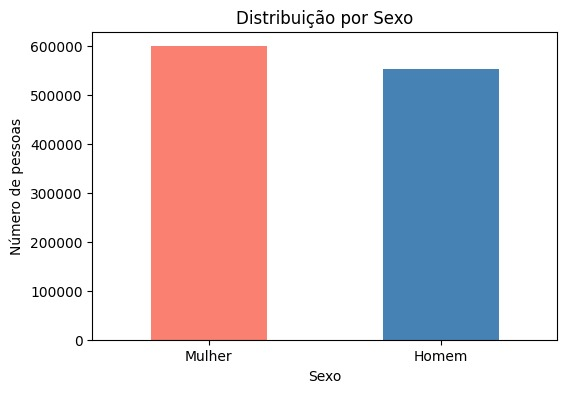 Distribuição por Sexo
Número de pessoas
600000
500000
400000
300000
200000
100000
0
Mulher
Homem
Sexo